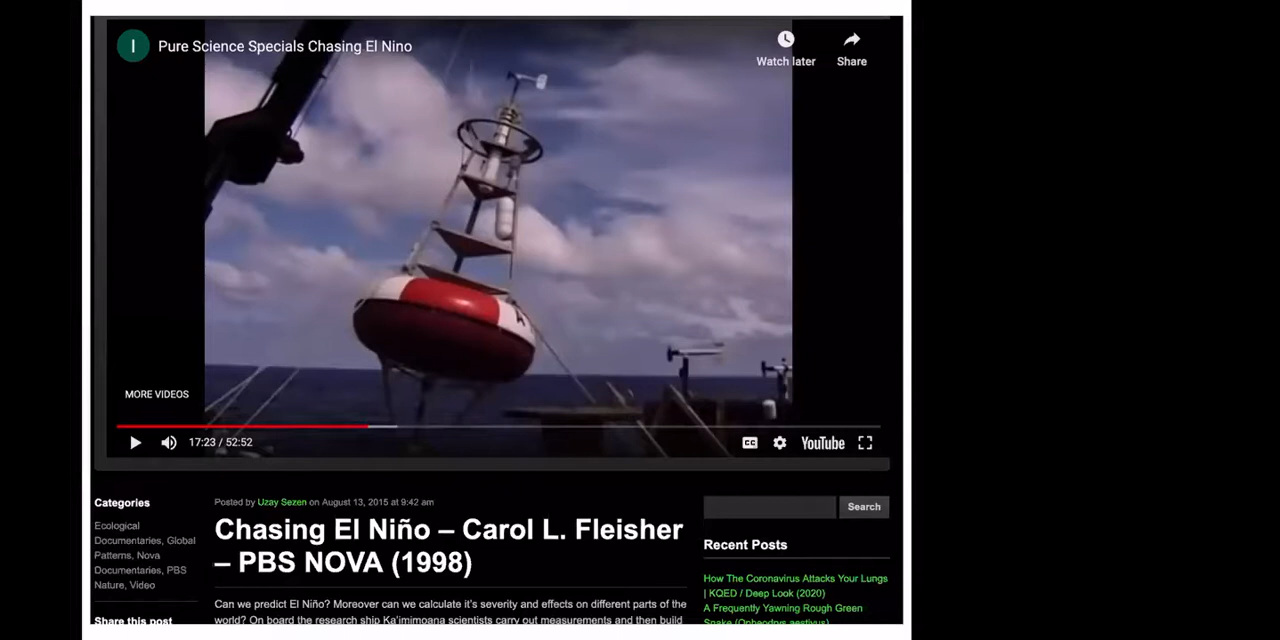 I
Pure Science Specials Chasing El Nino
Watch later
Share
MORE VIDEOS
17:23 / 52:52
CC
YouTube
Categories
Ecological
Documentaries, Global
Patterns, Nova
Documentaries, PBS
Nature, Video
Share this post
Posted by Uzay Sezen on August 13, 2015 at 9:42 am
Chasing El Niño – Carol L. Fleisher
– PBS NOVA (1998)
Can we predict El Niño? Moreover can we calculate it's severity and effects on different parts of the
world? On board the research ship Ka'imimoana scientists carry out measurements and then build
Search
Recent Posts
How The Coronavirus Attacks Your Lungs
| KQED / Deep Look (2020)
A Frequently Yawning Rough Green
Snake (Opheodrys aestivus)